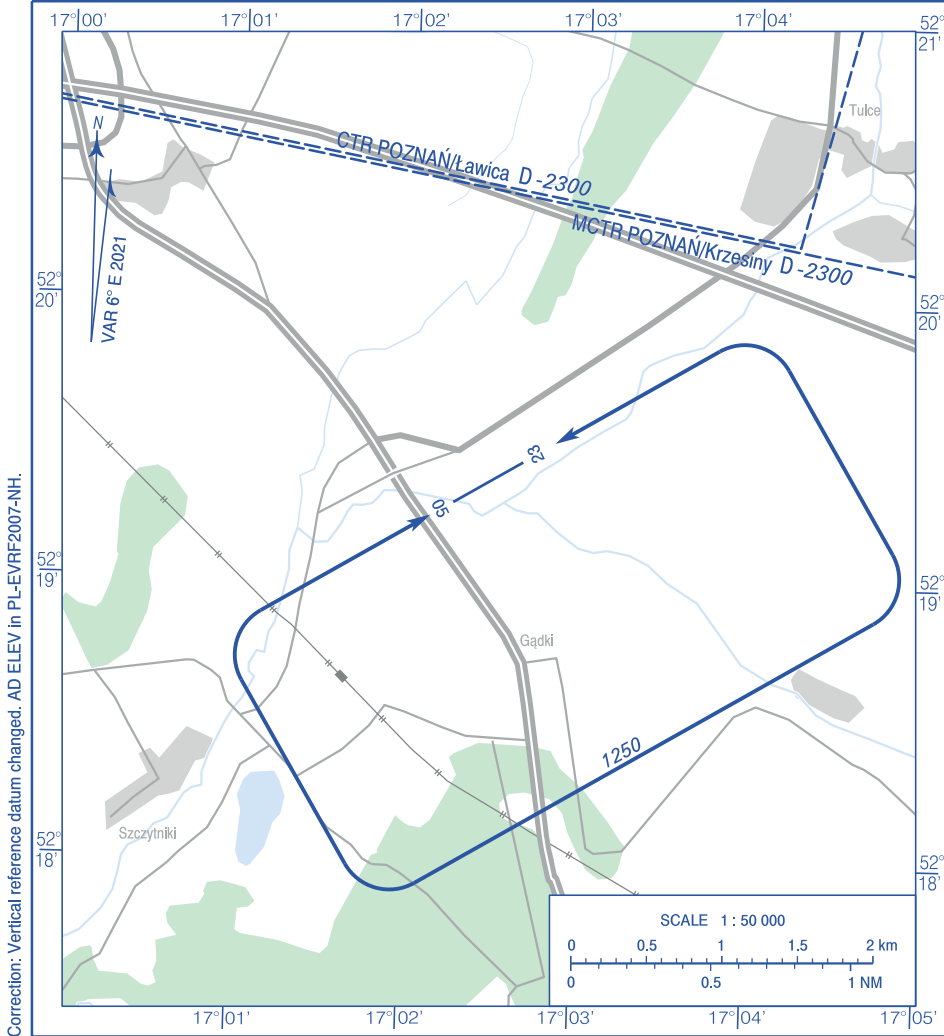 17°00' 17°01' 17°02' 17°03' 17°04'
52°
21'
Tulce
N
CTR POZNAŃ/Ławica D-2300
MCTR POZNAŃ/Krzesiny D-2300
VAR 6° E 2021
52°
20'
52°
20'
23
05
52°
19'
52°
19'
Gądki
1250
Szczytniki
52°
18'
52°
18'
SCALE 1 : 50 000
0 0.5 1 1.5 2 km
0 0.5 1 NM
17°01' 17°02' 17°03' 17°04' 17°05'
Correction: Vertical reference datum changed. AD ELEV in PL-EVRF2007-NH.